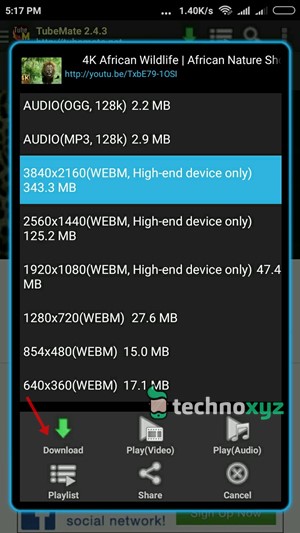 5:17 PM
1.40K/s
TubeMate 2.4.3
4K African Wildlife | African Nature Sho
http://youtu.be/TxbE79-1OSI
AUDIO(OGG, 128k) 2.2 MB
AUDIO(MP3, 128k) 2.9 MB
3840x2160(WEBM, High-end device only)
343.3 MB
2560x1440(WEBM, High-end device only)
125.2 MB
1920x1080(WEBM, High-end device only) 47.4
MB
1280x720(WEBM) 27.6 MB
854x480(WEBM) 15.0 MB
640x360(WEBM) 17.1 MB
technoxyz
Download
Play(Video)
Play(Audio)
Playlist
Share
Cancel
social network!
Sign Up Now